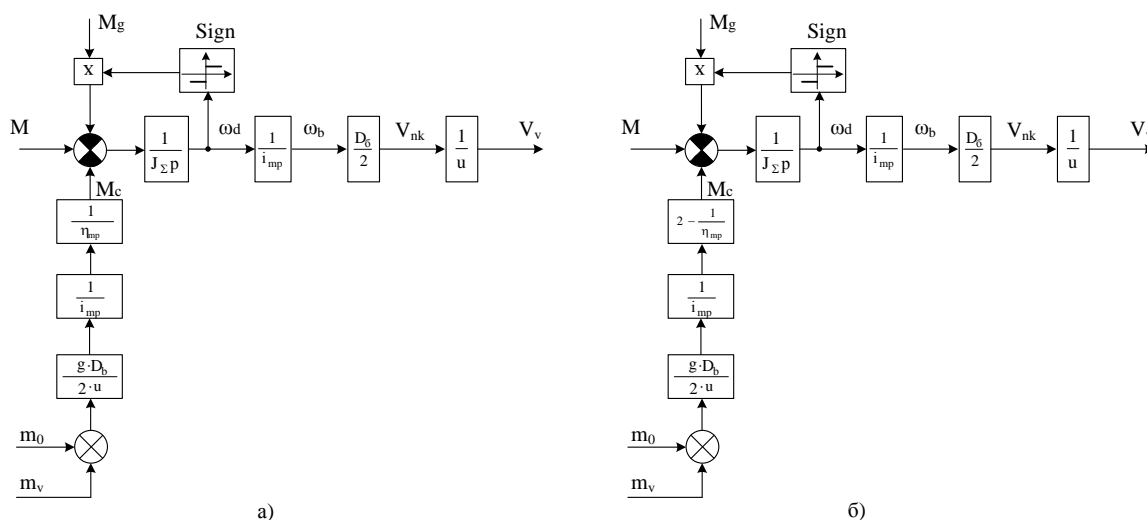 M_g
Sign
x
M
1 / J_Σ p
ω_d
1 / i_mp
ω_b
D_б / 2
V_nk
1 / u
V_v
M_c
1 / η_mp
1 / i_mp
g·D_b / 2·u
m_0
m_v
а)
M_g
Sign
x
M
1 / J_Σ p
ω_d
1 / i_mp
ω_b
D_б / 2
V_nk
1 / u
M_c
2 − 1 / η_mp
1 / i_mp
g·D_b / 2·u
m_0
m_v
б)